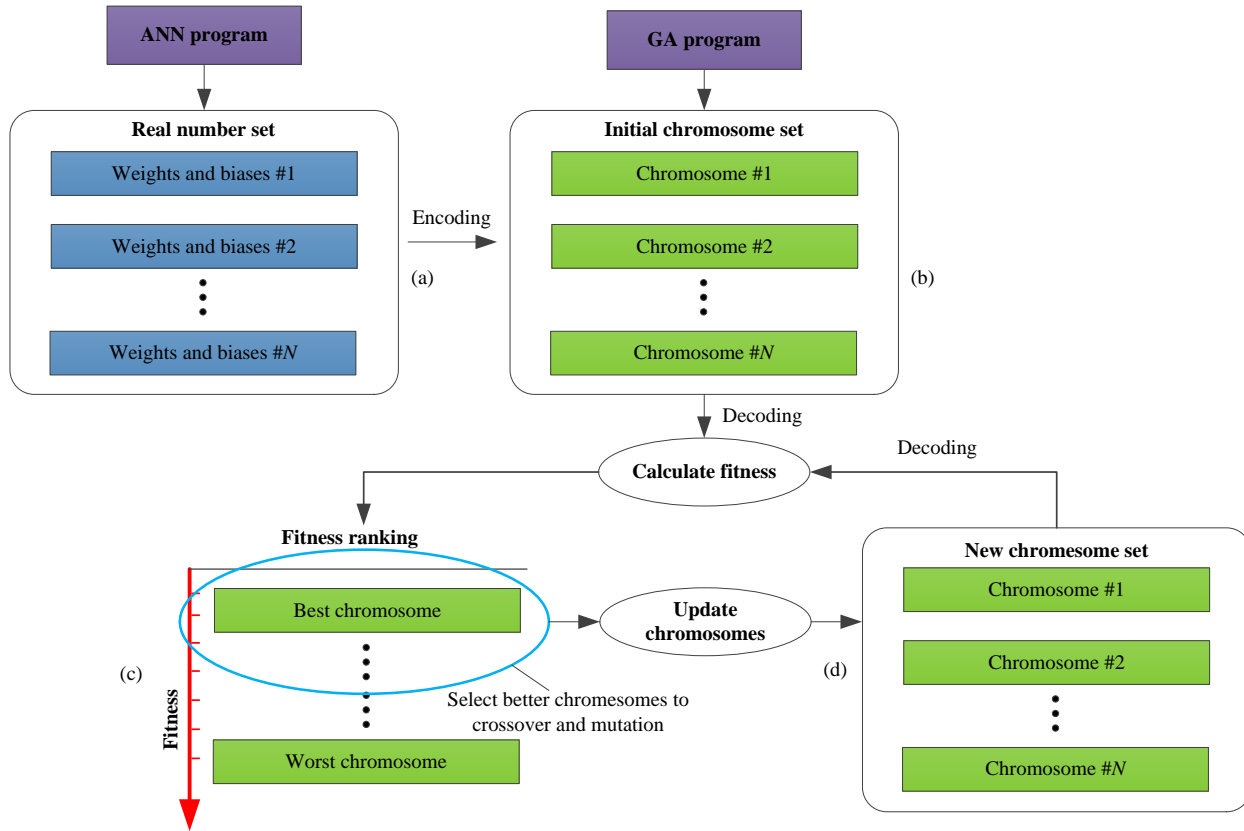 ANN program
GA program
Real number set
Weights and biases #1
Weights and biases #2
Weights and biases #N
Encoding
(a)
Initial chromosome set
Chromosome #1
Chromosome #2
Chromosome #N
(b)
Decoding
Calculate fitness
Decoding
Fitness ranking
Best chromosome
Worst chromosome
Fitness
(c)
Select better chromesomes to
crossover and mutation
Update
chromosomes
(d)
New chromesome set
Chromosome #1
Chromosome #2
Chromosome #N